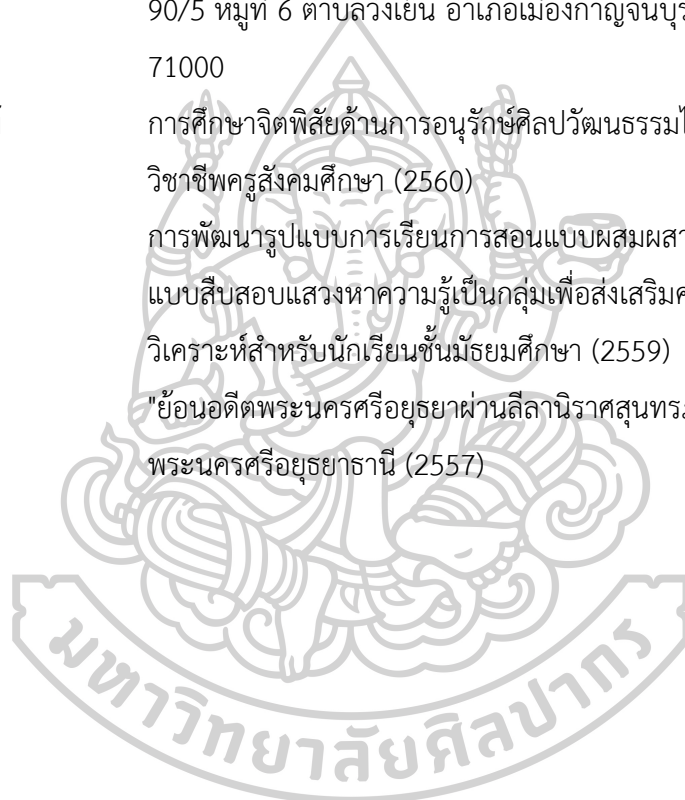 90/5 หมู่ที่ 6 ตำบลวังเย็น อำเภอเมืองกาญจนบุร
71000
การศึกษาจิตพิสัยด้านการอนุรักษ์ศิลปวัฒนธรรมไ
วิชาชีพครูสังคมศึกษา (2560)
การพัฒนารูปแบบการเรียนการสอนแบบผสมผสา
แบบสืบสอบแสวงหาความรู้เป็นกลุ่มเพื่อส่งเสริมค
วิเคราะห์สำหรับนักเรียนชั้นมัธยมศึกษา (2559)
"ย้อนอดีตพระนครศรีอยุธยาผ่านลีลานิราศสุนทร
พระนครศรีอยุธยาธานี (2557)
มหาวิทยาลัยศิลปากร